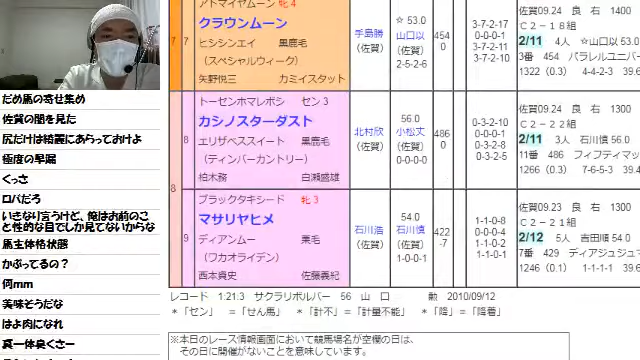 だめ馬の寄せ集め
佐賀の闇を見た
尻だけは綺麗にあらっておけよ
極度の早漏
くっさ
ロバだろ
いきなり言うけど、俺はお前のこ
と性的な目でしか見てないからな
馬主体格状態
かぶってるの？
何mm
美味そうだな
はよ肉になれ
真一体臭くさー
アドマイヤムーン 牝 4
クラウンムーン
ヒシシンエイ 黒鹿毛
（スペシャルウィーク）
矢野悦三 カミイスタット
7 7
手島勝
（佐賀）
☆ 53.0
山口以
（佐賀）
2-5-2-6
454
0
3-7-2-17
0-0-0-0
3-7-2-11
3-7-2-10
佐賀09.24 良 右 1400
Ｃ２－１８組
2/11 4人 ☆山口以 53.0
3番 454 パラレルユニバー
1322 (0.3) 4-4-2-3 39.6
トーセンホマレボシ セン 3
カシノスターダスト
エリザベススイート 黒鹿毛
（ティンバーカントリー）
柏木務 白瀬盛雄
8
北村欣
（佐賀）
56.0
小松丈
（佐賀）
0-0-0-0
486
0
0-3-2-10
0-0-0-1
0-3-2-8
0-3-2-5
佐賀09.24 良 右 1300
Ｃ２－２２組
2/11 3人 石川慎 56.0
11番 486 フィフティマッ
1266 (0.3) 7-6-5-3 39.4
8
ブラックタキシード 牝 3
マサリヤヒメ
ディアンムー 栗毛
（ワカオライデン）
西本貴史 佐藤義紀
9
石川浩
（佐賀）
54.0
石川慎
（佐賀）
1-0-0-1
422
-7
1-1-0-8
0-0-0-4
1-1-0-2
1-1-0-1
佐賀09.23 良 右 1300
Ｃ２－２１組
2/12 5人 吉田順 54.0
7番 429 ディアジュジュマ
1246 (0.1) 1-1-1-1 39.6
レコード 1:21:3 サクラリボルバー 56 山 口 勲 2010/09/12
＊「セン」 ＝「せん馬」 ＊「計不」＝「計量不能」 ＊「降」＝「降着」
※本日のレース情報画面において競馬場名が空欄の日は、
その日に開催がないことを意味しています。